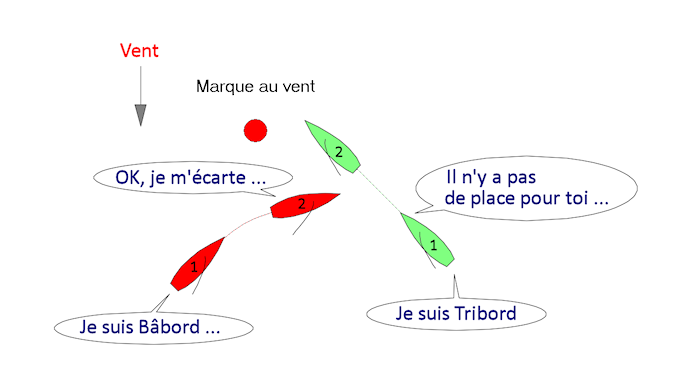 Vent
Marque au vent
OK, je m'écarte ...
Il n'y a pas
de place pour toi ...
2
2
1
1
Je suis Bâbord ...
Je suis Tribord